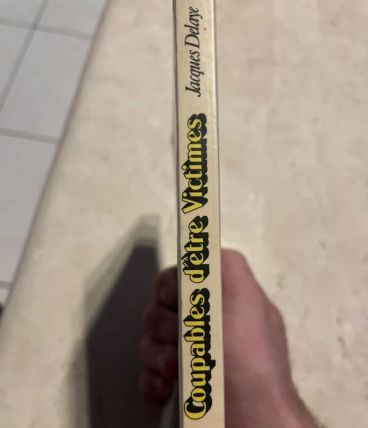 Coupables d'être Victimes
Jacques Delaye